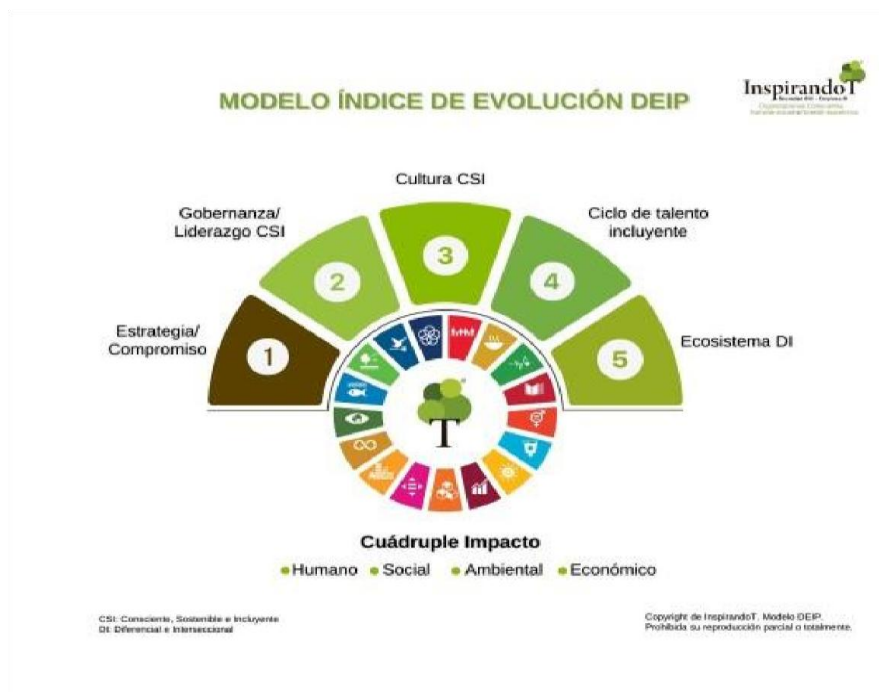 InspirandoT
MODELO ÍNDICE DE EVOLUCIÓN DEIP
Cultura CSI
Gobernanza/
Liderazgo CSI
Ciclo de talento
incluyente
Estrategia/
Compromiso
Ecosistema DI
1
2
3
4
5
T
Cuádruple Impacto
Humano
Social
Ambiental
Económico
CSI: Consciente, Sostenible e Incluyente
DI: Diferencial e Interseccional
Copyright de InspirandoT. Modelo DEIP.
Prohibida su reproducción parcial o totalmente.